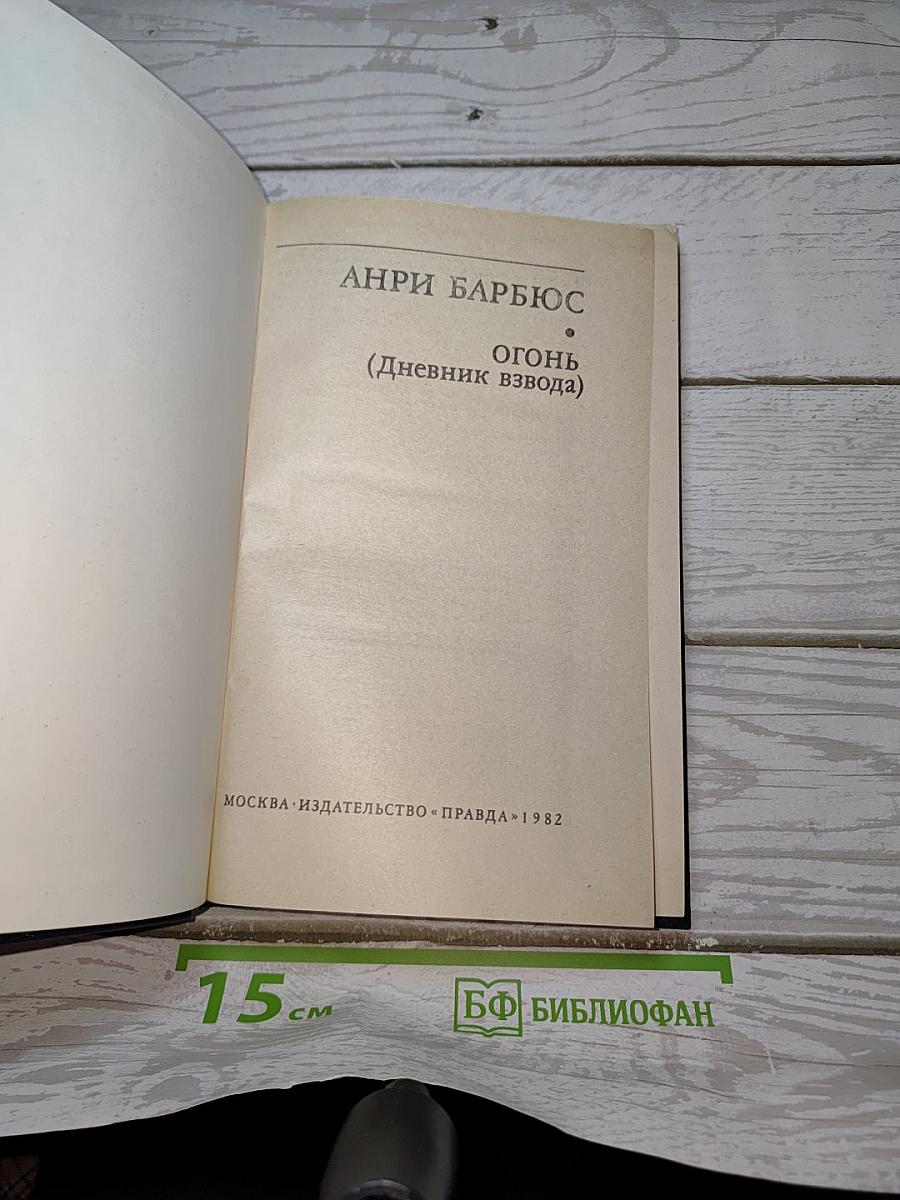 АНРИ БАРБЮС
•
ОГОНЬ
(Дневник взвода)
МОСКВА·ИЗДАТЕЛЬСТВО «ПРАВДА» 1982
15 см
БФ БИБЛИОФАН